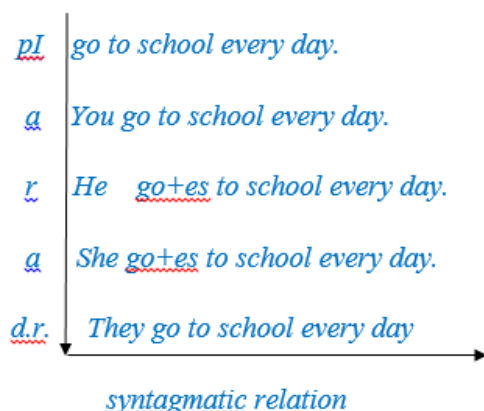 pI go to school every day.
a You go to school every day.
r He go+es to school every day.
a She go+es to school every day.
d.r. They go to school every day
syntagmatic relation